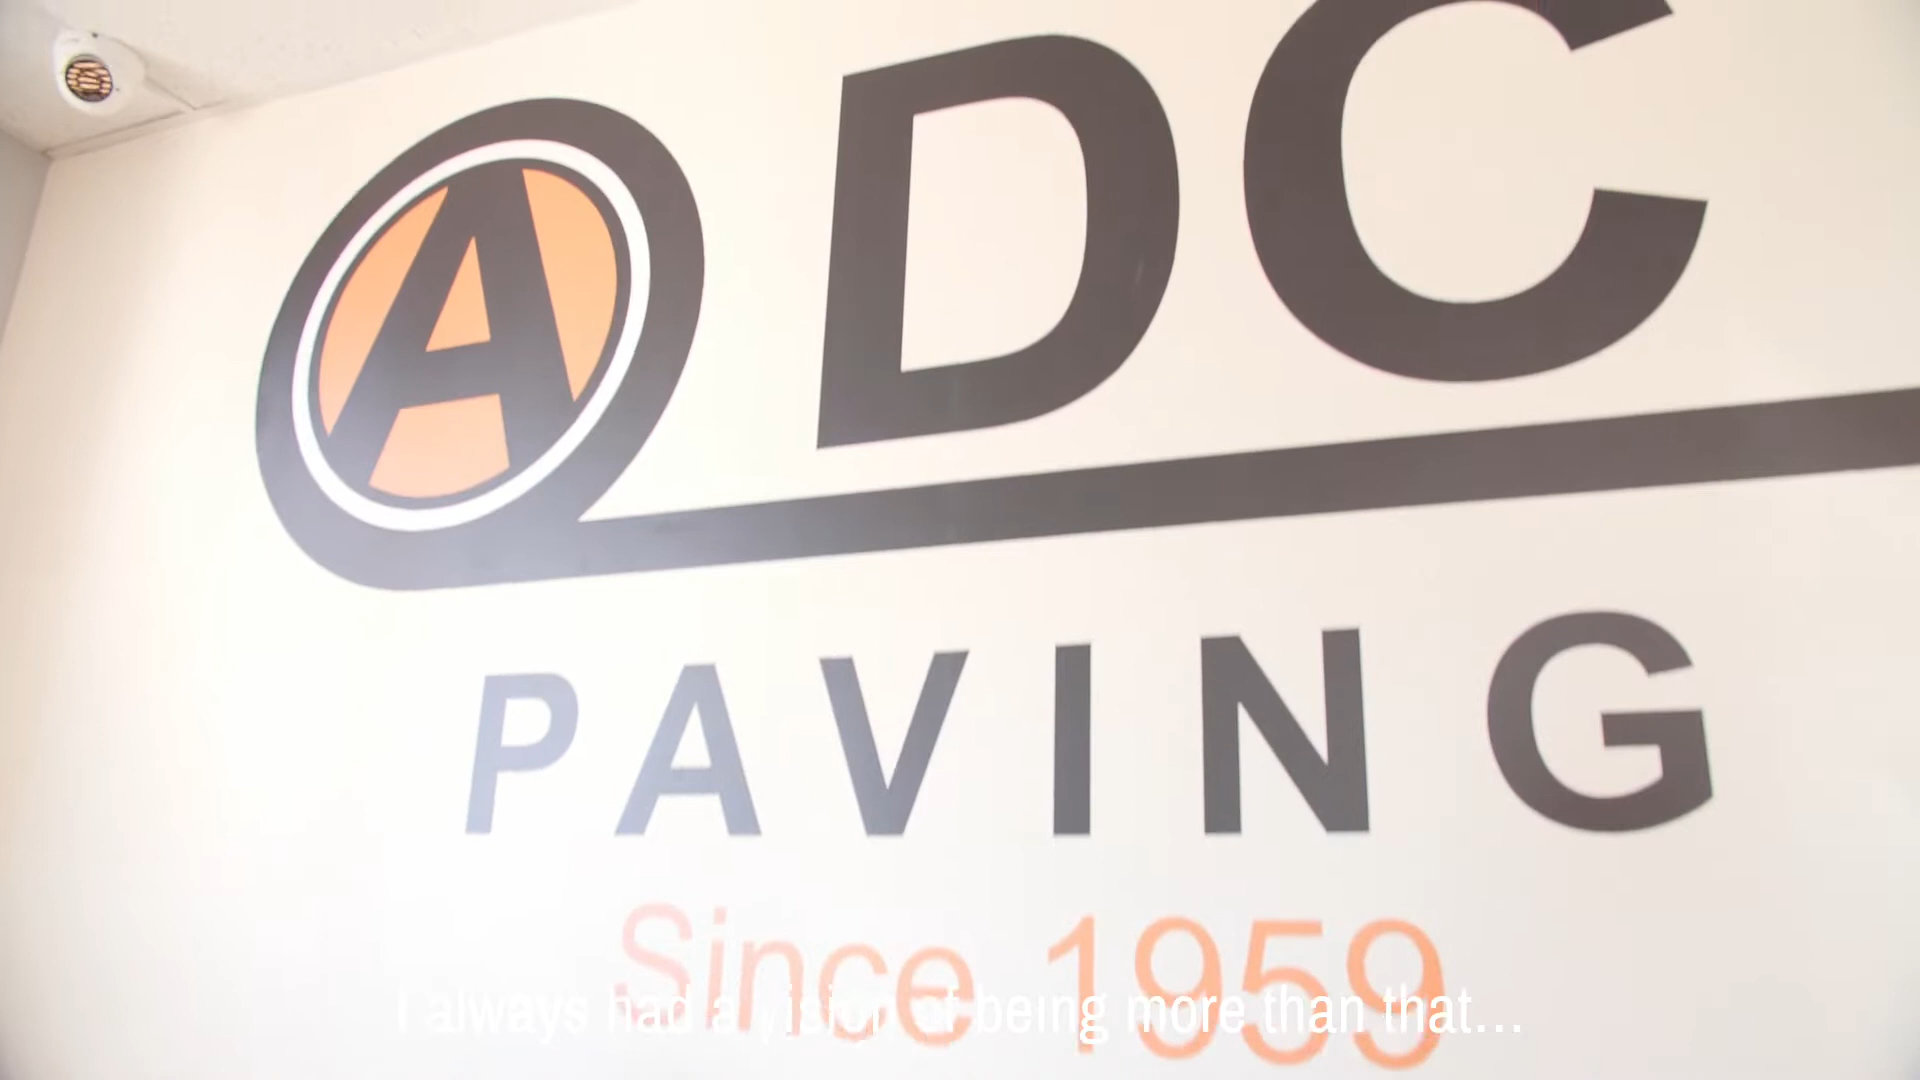 ADC
PAVING
Since 1959
I always had a vision of being more than that...